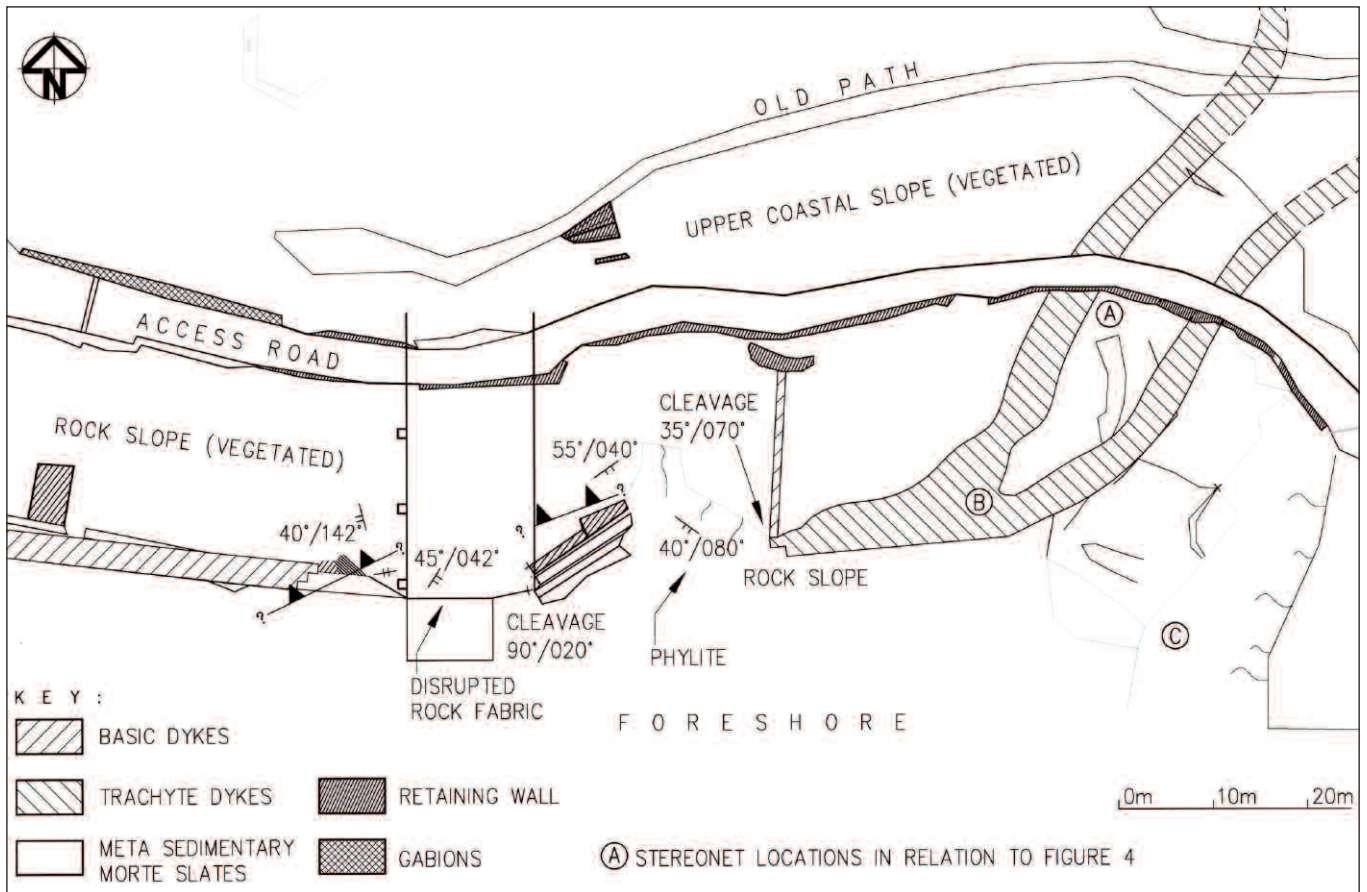 N
OLD PATH
UPPER COASTAL SLOPE (VEGETATED)
ACCESS ROAD
A
ROCK SLOPE (VEGETATED)
CLEAVAGE
35°/070°
55°/040°
?
B
40°/142°
?
?
45°/042°
40°/080°
ROCK SLOPE
?
CLEAVAGE
90°/020°
PHYLITE
C
DISRUPTED
ROCK FABRIC
FORESHORE
KEY:
BASIC DYKES
TRACHYTE DYKES
RETAINING WALL
0m 10m 20m
META SEDIMENTARY
MORTE SLATES
GABIONS
A STEREONET LOCATIONS IN RELATION TO FIGURE 4